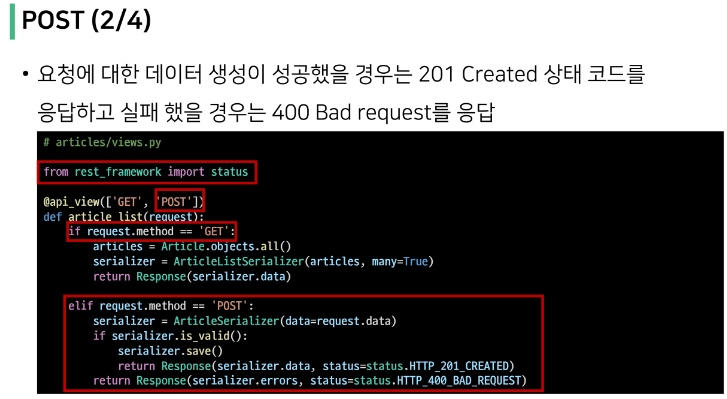 POST (2/4)
• 요청에 대한 데이터 생성이 성공했을 경우는 201 Created 상태 코드를
응답하고 실패 했을 경우는 400 Bad request를 응답
# articles/views.py
from rest_framework import status
@api_view(['GET', 'POST'])
def article_list(request):
if request.method == 'GET':
articles = Article.objects.all()
serializer = ArticleListSerializer(articles, many=True)
return Response(serializer.data)
elif request.method == 'POST':
serializer = ArticleSerializer(data=request.data)
if serializer.is_valid():
serializer.save()
return Response(serializer.data, status=status.HTTP_201_CREATED)
return Response(serializer.errors, status=status.HTTP_400_BAD_REQUEST)